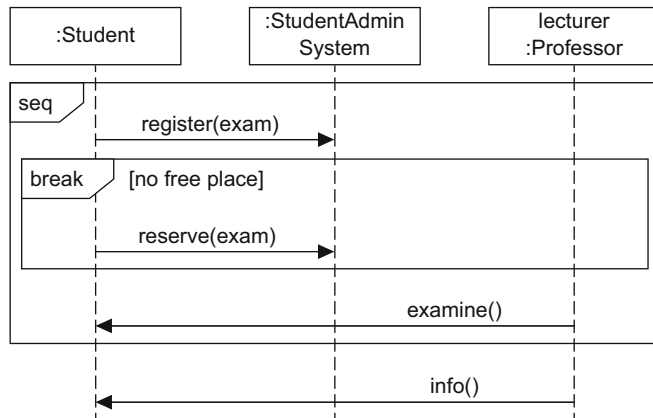 :Student
:StudentAdmin
System
lecturer
:Professor
seq
register(exam)
break
[no free place]
reserve(exam)
examine()
info()